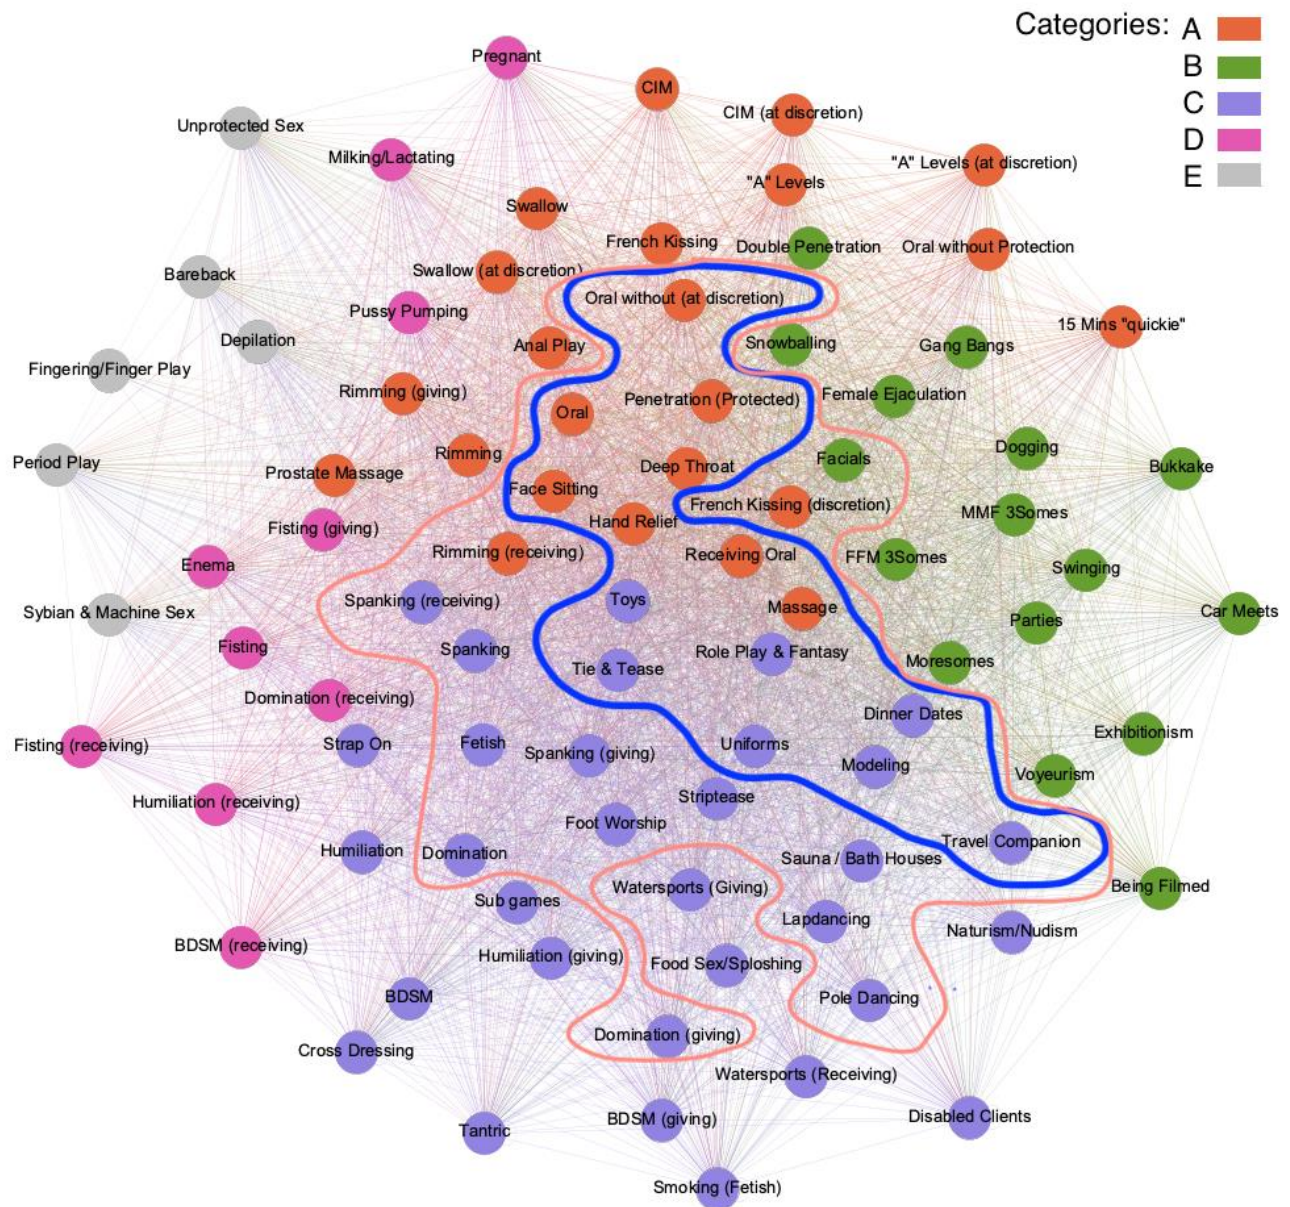 Categories: A
B
C
D
E
Pregnant
CIM
CIM (at discretion)
Unprotected Sex
Milking/Lactating
"A" Levels (at discretion)
"A" Levels
Swallow
French Kissing
Double Penetration
Oral without Protection
Swallow (at discretion)
Bareback
Oral without (at discretion)
Pussy Pumping
15 Mins "quickie"
Depilation
Anal Play
Snowballing
Gang Bangs
Fingering/Finger Play
Rimming (giving)
Penetration (Protected)
Female Ejaculation
Oral
Dogging
Rimming
Facials
Period Play
Deep Throat
Bukkake
Prostate Massage
Face Sitting
French Kissing (discretion)
MMF 3Somes
Hand Relief
Fisting (giving)
Rimming (receiving)
Receiving Oral
FFM 3Somes
Enema
Swinging
Spanking (receiving)
Toys
Massage
Sybian & Machine Sex
Car Meets
Parties
Fisting
Spanking
Role Play & Fantasy
Moresomes
Tie & Tease
Domination (receiving)
Dinner Dates
Exhibitionism
Fisting (receiving)
Strap On
Fetish
Spanking (giving)
Uniforms
Modeling
Voyeurism
Striptease
Humiliation (receiving)
Foot Worship
Travel Companion
Humiliation
Domination
Sauna / Bath Houses
Watersports (Giving)
Being Filmed
Sub games
Lapdancing
Naturism/Nudism
BDSM (receiving)
Humiliation (giving)
Food Sex/Sploshing
BDSM
Pole Dancing
Domination (giving)
Cross Dressing
Watersports (Receiving)
BDSM (giving)
Disabled Clients
Tantric
Smoking (Fetish)